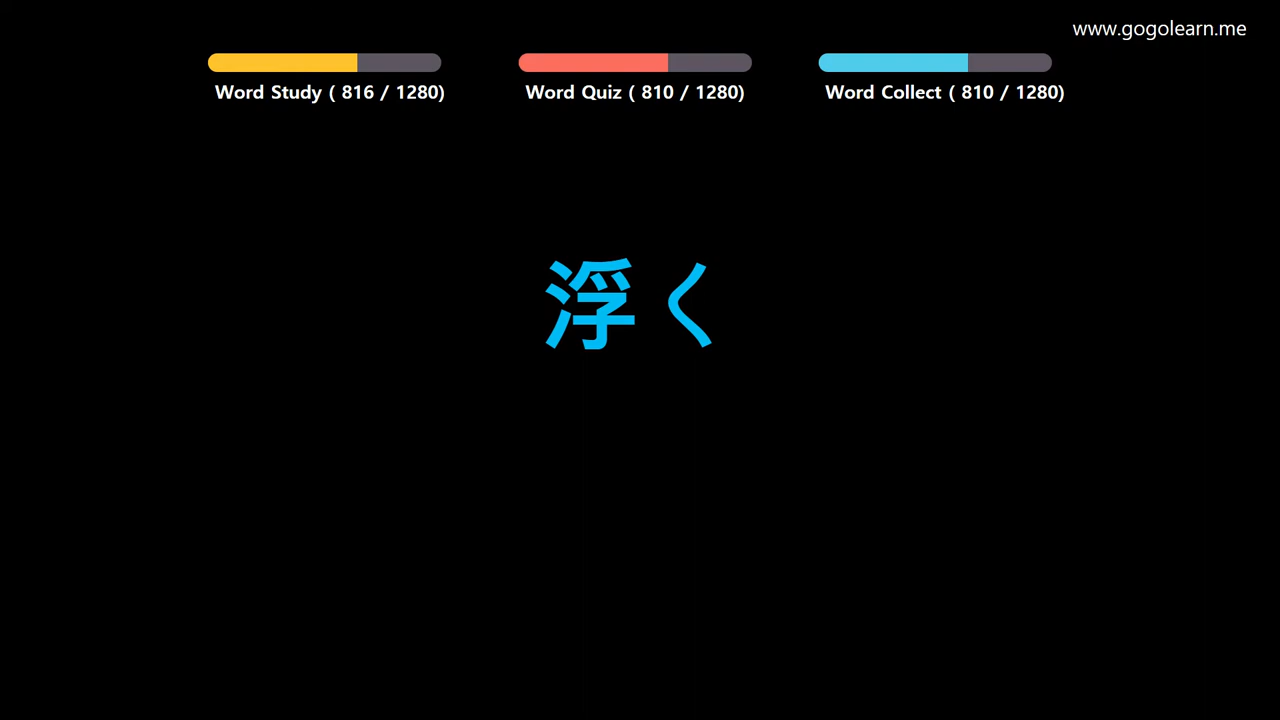 www.gogolearn.me
Word Study ( 816 / 1280)
Word Quiz ( 810 / 1280)
Word Collect ( 810 / 1280)
浮く